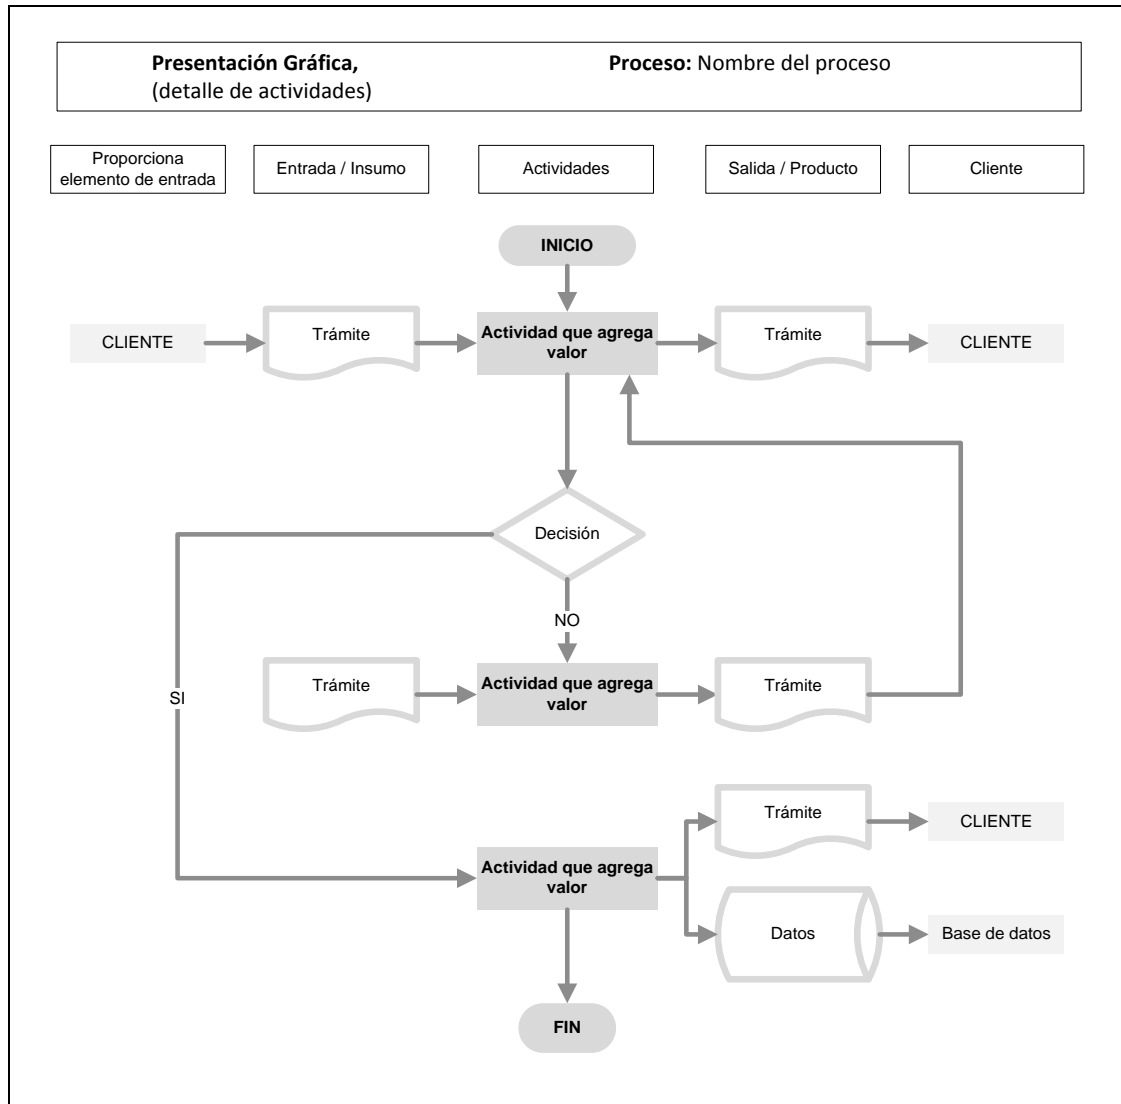 Presentación Gráfica,
(detalle de actividades)
Proceso: Nombre del proceso
Proporciona
elemento de entrada
Entrada / Insumo
Actividades
Salida / Producto
Cliente
INICIO
CLIENTE
Trámite
Actividad que agrega
valor
Trámite
CLIENTE
Decisión
NO
SI
Trámite
Actividad que agrega
valor
Trámite
Actividad que agrega
valor
Trámite
CLIENTE
Datos
Base de datos
FIN